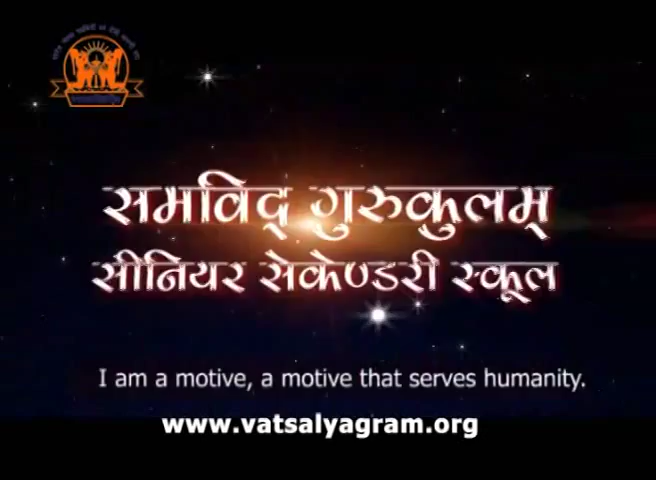 समविद् गुरुकुलम्
सीनियर सेकेण्डरी स्कूल
I am a motive, a motive that serves humanity.
www.vatsalyagram.org